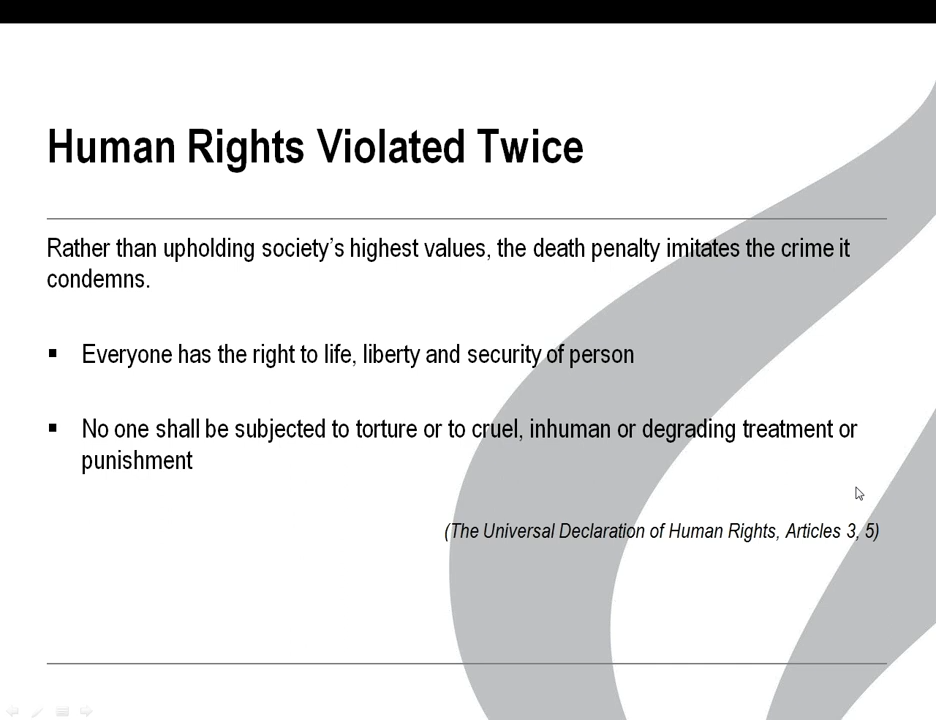 Human Rights Violated Twice
Rather than upholding society’s highest values, the death penalty imitates the crime it
condemns.
▪ Everyone has the right to life, liberty and security of person
▪ No one shall be subjected to torture or to cruel, inhuman or degrading treatment or
punishment
(The Universal Declaration of Human Rights, Articles 3, 5)